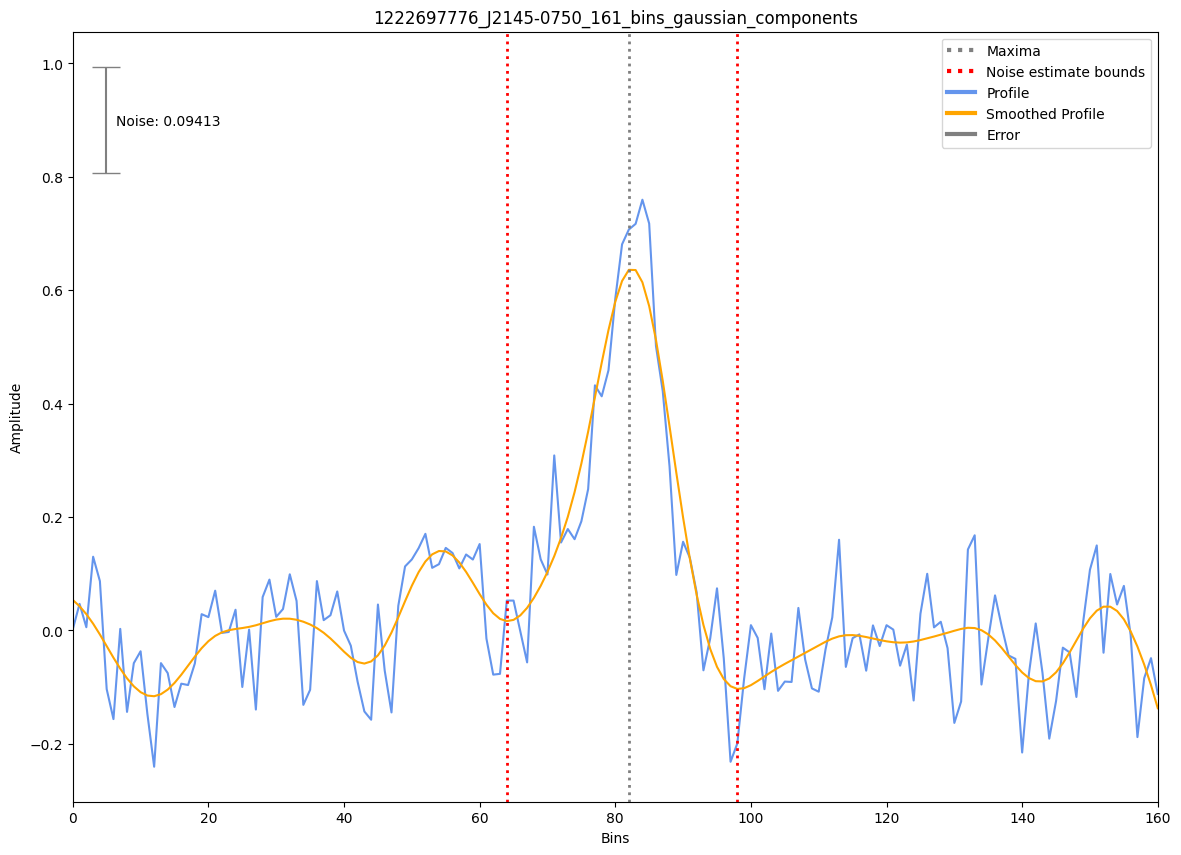 1222697776_J2145-0750_161_bins_gaussian_components
Maxima
Noise estimate bounds
Profile
Smoothed Profile
Error
Noise: 0.09413
Amplitude
1.0
0.8
0.6
0.4
0.2
0.0
−0.2
0 20 40 60 80 100 120 140 160
Bins